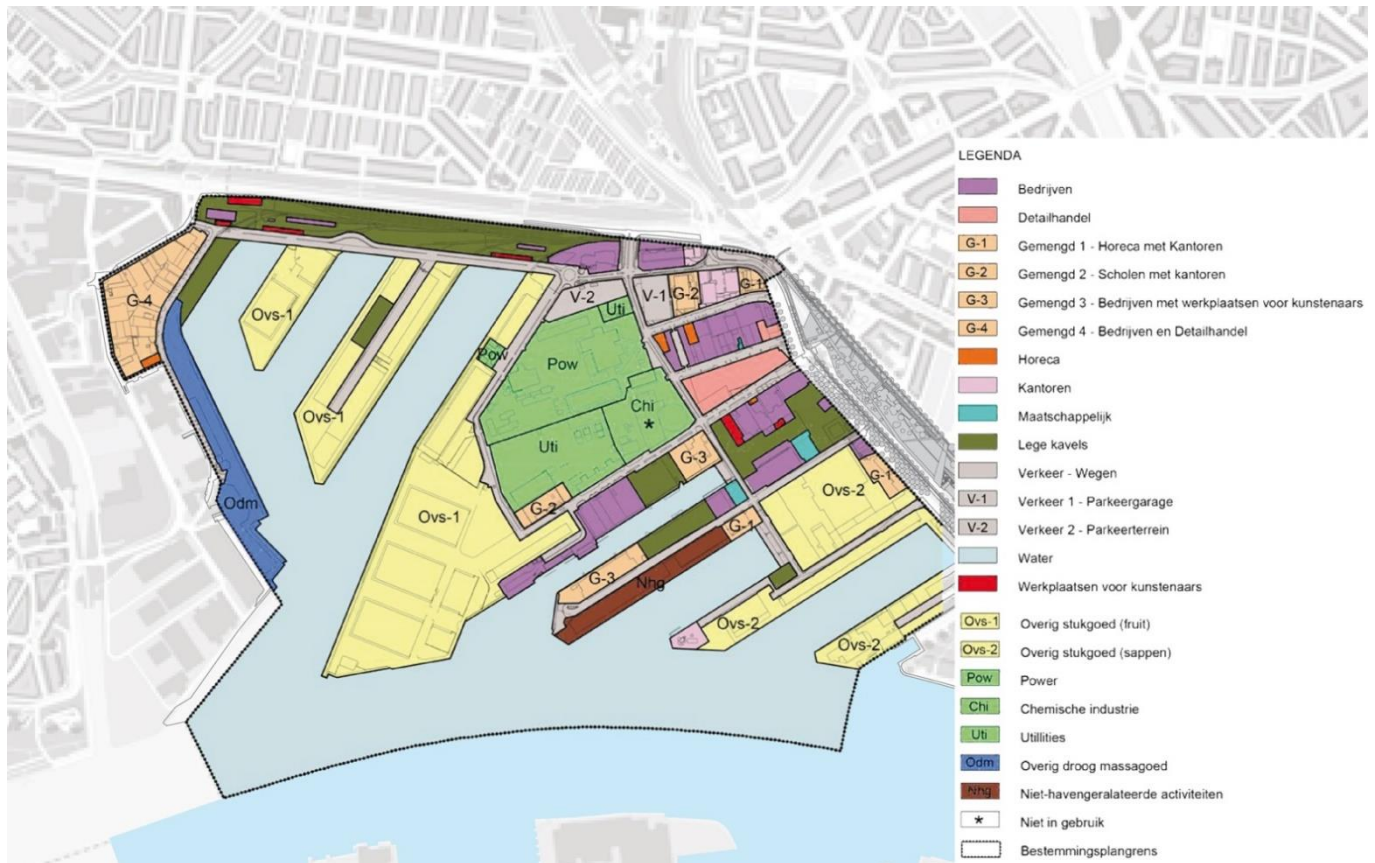 LEGENDA
Bedrijven
Detailhandel
G-1 Gemengd 1 - Horeca met Kantoren
G-2 Gemengd 2 - Scholen met kantoren
G-3 Gemengd 3 - Bedrijven met werkplaatsen voor kunstenaars
G-4 Gemengd 4 - Bedrijven en Detailhandel
Horeca
Kantoren
Maatschappelijk
Lege kavels
Verkeer - Wegen
V-1 Verkeer 1 - Parkeergarage
V-2 Verkeer 2 - Parkeerterrein
Water
Werkplaatsen voor kunstenaars
Ovs-1 Overig stukgoed (fruit)
Ovs-2 Overig stukgoed (sappen)
Pow Power
Chi Chemische industrie
Uti Utillities
Odm Overig droog massagoed
Nhg Niet-havengeralateerde activiteiten
* Niet in gebruik
Bestemmingsplangrens
G-4
Ovs-1
V-2
V-1
G-2
G-1
Uti
Pow
Pow
Ovs-1
Chi
*
Uti
G-3
Odm
Ovs-1
G-2
Ovs-2
G-1
G-1
G-3
Nhg
Ovs-2
Ovs-2